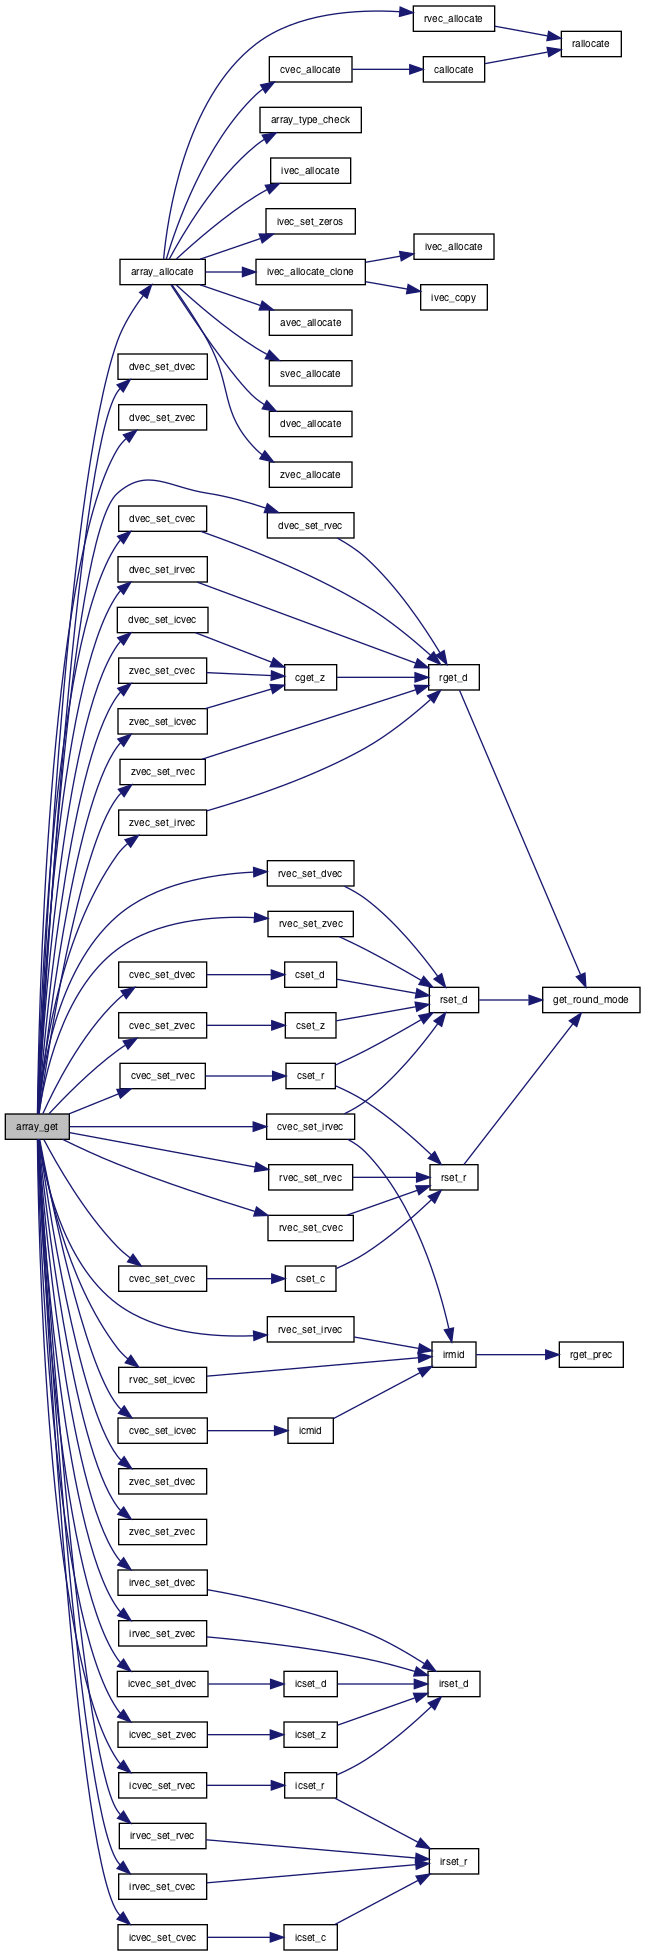 rvec_allocate
rallocate
cvec_allocate
callocate
array_type_check
ivec_allocate
ivec_set_zeros
ivec_allocate
array_allocate
ivec_allocate_clone
ivec_copy
avec_allocate
dvec_set_dvec
svec_allocate
dvec_set_zvec
dvec_allocate
zvec_allocate
dvec_set_cvec
dvec_set_rvec
dvec_set_irvec
dvec_set_icvec
zvec_set_cvec
cget_z
rget_d
zvec_set_icvec
zvec_set_rvec
zvec_set_irvec
rvec_set_dvec
rvec_set_zvec
cvec_set_dvec
cset_d
rset_d
get_round_mode
cvec_set_zvec
cset_z
cvec_set_rvec
cset_r
array_get
cvec_set_irvec
rvec_set_rvec
rset_r
rvec_set_cvec
cvec_set_cvec
cset_c
rvec_set_irvec
irmid
rget_prec
rvec_set_icvec
cvec_set_icvec
icmid
zvec_set_dvec
zvec_set_zvec
irvec_set_dvec
irvec_set_zvec
icvec_set_dvec
icset_d
irset_d
icvec_set_zvec
icset_z
icvec_set_rvec
icset_r
irvec_set_rvec
irset_r
irvec_set_cvec
icvec_set_cvec
icset_c